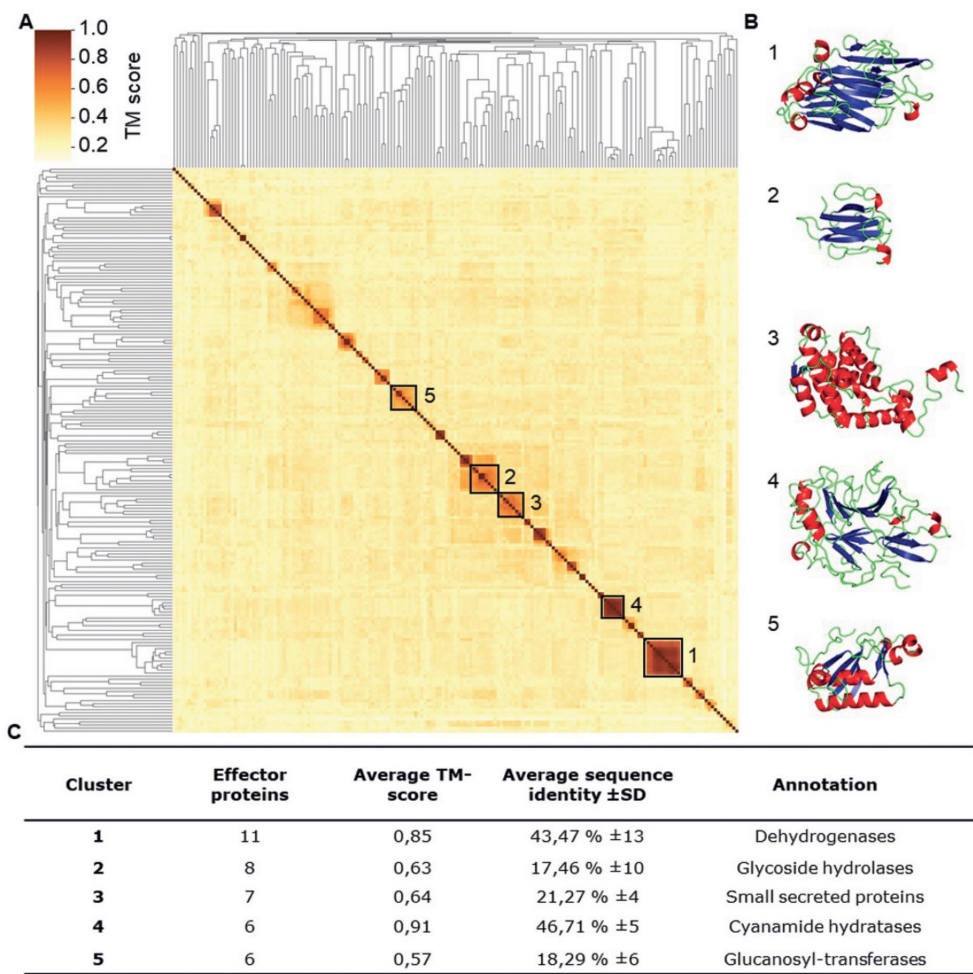 A
1.0
0.8
0.6
0.4
0.2
TM score
5
2
3
4
1
B
1
2
3
4
5
C
Cluster Effector proteins Average TM-score Average sequence identity ±SD Annotation
1 11 0,85 43,47 % ±13 Dehydrogenases
2 8 0,63 17,46 % ±10 Glycoside hydrolases
3 7 0,64 21,27 % ±4 Small secreted proteins
4 6 0,91 46,71 % ±5 Cyanamide hydratases
5 6 0,57 18,29 % ±6 Glucanosyl-transferases